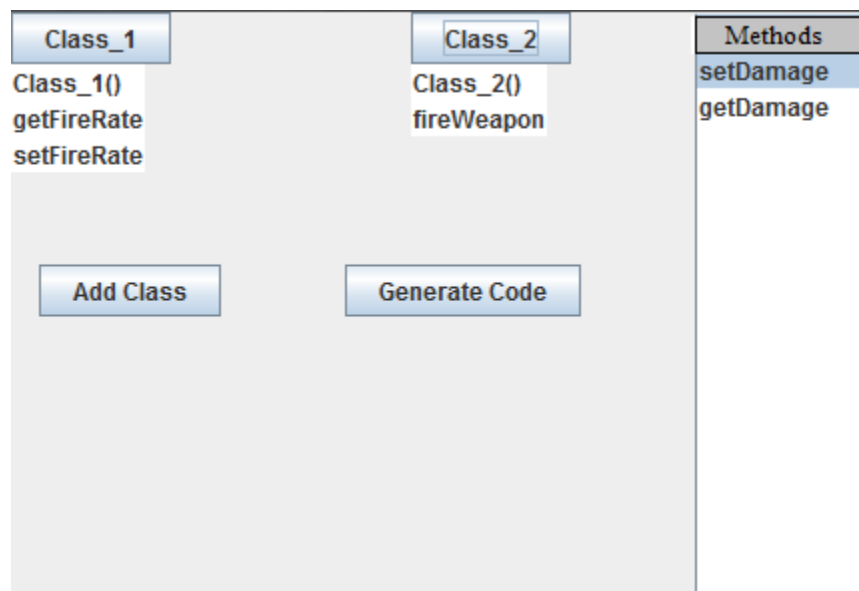 Class_1
Class_1()
getFireRate
setFireRate
Class_2
Class_2()
fireWeapon
Methods
setDamage
getDamage
Add Class
Generate Code